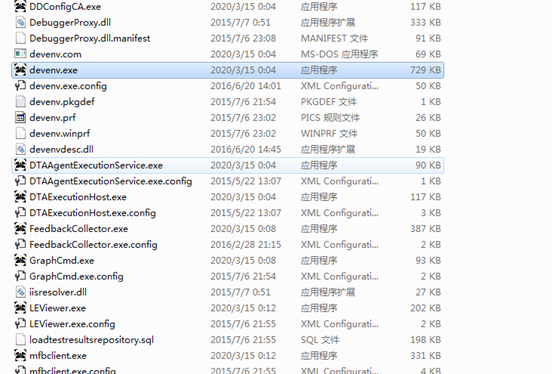 DDConfigCA.exe 2020/3/15 0:04 应用程序 117 KB
DebuggerProxy.dll 2015/7/7 0:51 应用程序扩展 333 KB
DebuggerProxy.dll.manifest 2015/7/6 23:08 MANIFEST 文件 91 KB
devenv.com 2020/3/15 0:04 MS-DOS 应用程序 69 KB
devenv.exe 2020/3/15 0:04 应用程序 729 KB
devenv.exe.config 2016/6/20 14:01 XML Configurati... 50 KB
devenv.pkgdef 2015/7/6 21:54 PKGDEF 文件 1 KB
devenv.prf 2015/7/6 23:02 PICS 规则文件 26 KB
devenv.winprf 2015/7/6 23:02 WINPRF 文件 50 KB
devenvdesc.dll 2016/6/20 14:45 应用程序扩展 19 KB
DTAAgentExecutionService.exe 2020/3/15 0:04 应用程序 90 KB
DTAAgentExecutionService.exe.config 2015/5/22 13:07 XML Configurati... 1 KB
DTAExecutionHost.exe 2020/3/15 0:04 应用程序 117 KB
DTAExecutionHost.exe.config 2015/5/22 13:07 XML Configurati... 3 KB
FeedbackCollector.exe 2020/3/15 0:08 应用程序 387 KB
FeedbackCollector.exe.config 2016/2/28 21:15 XML Configurati... 2 KB
GraphCmd.exe 2020/3/15 0:08 应用程序 93 KB
GraphCmd.exe.config 2015/7/6 21:54 XML Configurati... 2 KB
iisresolver.dll 2015/7/7 0:51 应用程序扩展 27 KB
LEViewer.exe 2020/3/15 0:12 应用程序 202 KB
LEViewer.exe.config 2015/7/6 21:55 XML Configurati... 2 KB
loadtestresultsrepository.sql 2015/7/6 21:55 SQL 文件 198 KB
mfbclient.exe 2020/3/15 0:12 应用程序 331 KB
mfbclient.exe.config 2015/7/6 21:55 XML Configurati... 4 KB